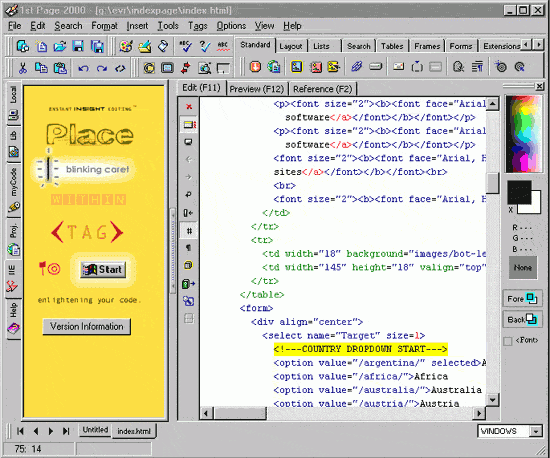 1st Page 2000 - [g:\evr\indexpage\index.html]
File Edit Search Format Insert Tools Tags Options View Help
Standard Layout Lists Search Tables Frames Forms Extensions
Edit (F11) Preview (F12) Reference (F2)
Local
Lib
myCode
Proj.
IIE
Help
INSTANT INSIGHT EDITING ™
Place
blinking caret
WITHIN
<TAG>
Start
enlightening your code.
Version Information
<p><font size="2"><b><font face="Arial
software</a></font></b></font></p>
<p><font size="2"><b><font face="Arial
software</a></font></b></font></p>
<font size="2"><b><font face="Arial, H
sites</a></font></b></font><br>
<br>
<font size="2"><b><font face="Arial, H
</td>
</tr>
<tr>
<td width="18" background="images/bot-le
<td width="145" height="18" valign="top"
</tr>
</table>
<form>
<div align="center">
<select name="Target" size=1>
<!---COUNTRY DROPDOWN START--->
<option value="/argentina/" selected>A
<option value="/africa/">Africa
<option value="/australia/">Australia
<option value="/austria/">Austria
X
R - - -
G - - -
B - - -
None
Fore
Back
<Font>
Untitled index.html
WINDOWS
75: 14